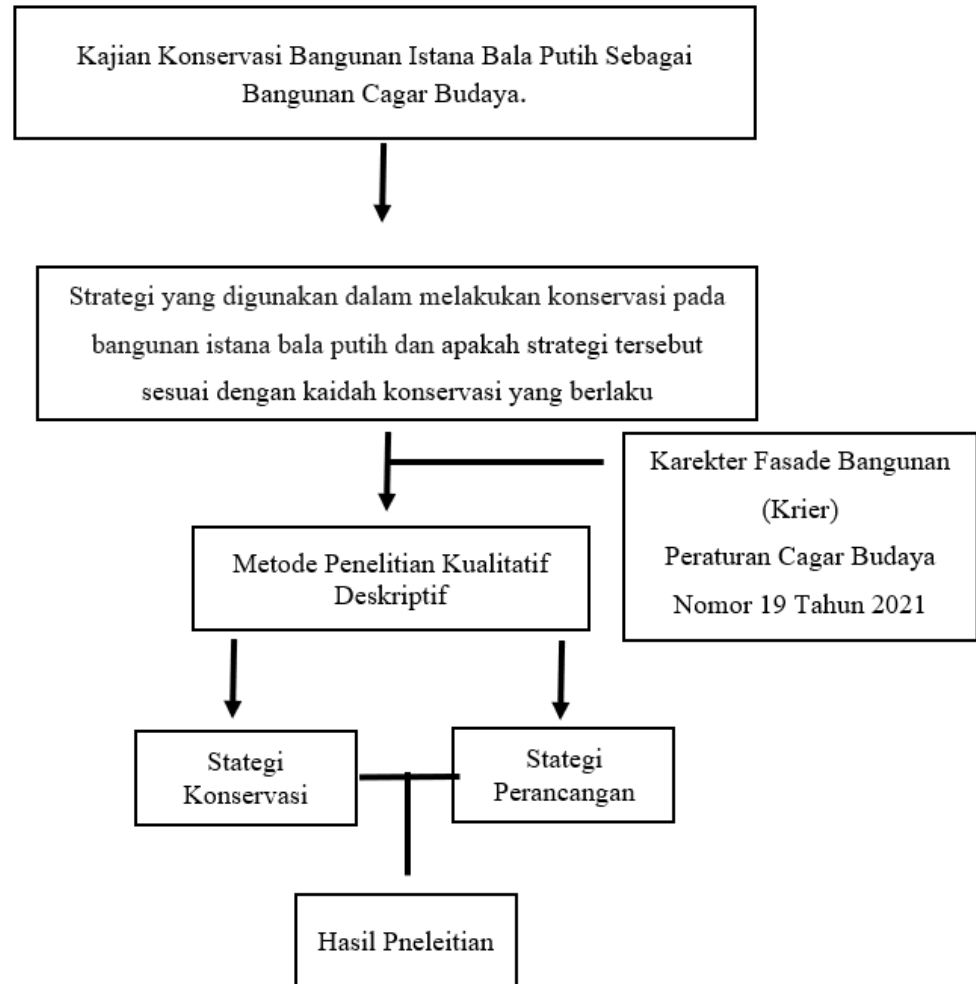 Kajian Konservasi Bangunan Istana Bala Putih Sebagai
Bangunan Cagar Budaya.
Strategi yang digunakan dalam melakukan konservasi pada
bangunan istana bala putih dan apakah strategi tersebut
sesuai dengan kaidah konservasi yang berlaku
Karekter Fasade Bangunan
(Krier)
Peraturan Cagar Budaya
Nomor 19 Tahun 2021
Metode Penelitian Kualitatif
Deskriptif
Stategi
Konservasi
Stategi
Perancangan
Hasil Pneleitian